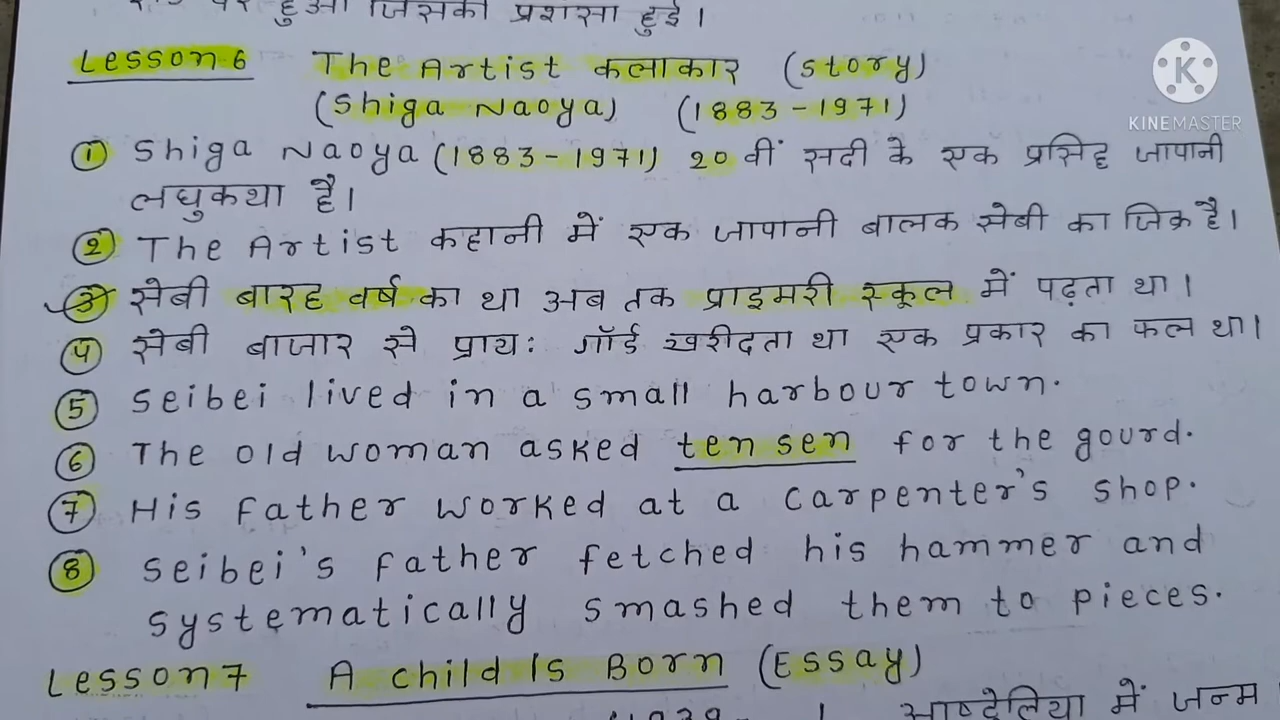 पर हुआ जिसकी प्रशंसा हुई।
Lesson 6 The Artist कलाकार (story)
(Shiga Naoya) (1883-1971)
K
KINEMASTER
① Shiga Naoya (1883-1971) 20 वीं सदी के एक प्रसिद्ध जापानी
लघुकथा है।
② The Artist कहानी में एक जापानी बालक सेबी का जिक्र है।
③ सेबी बारह वर्ष का था अब तक प्राइमरी स्कूल में पढ़ता था।
④ सेबी बाजार से प्राय: गॉर्ड खरीदता था एक प्रकार का फल था।
⑤ Seibei lived in a small harbour town.
⑥ The old woman asked ten sen for the gourd.
⑦ His father worked at a carpenter's shop.
⑧ Seibei's father fetched his hammer and
systematically smashed them to pieces.
Lesson 7 A child Is Born (Essay)
आष्ट्रेलिया में जन्म